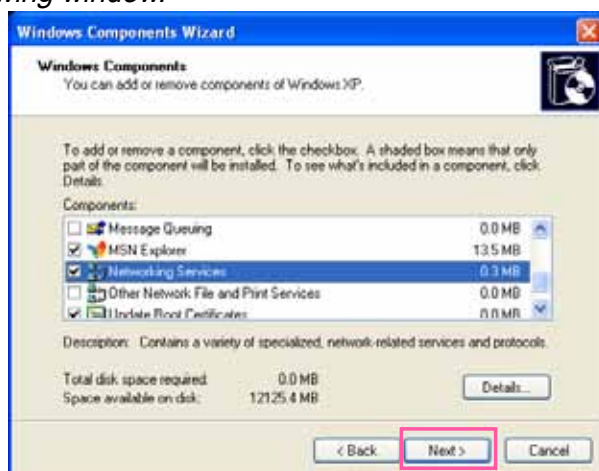 wing window
Windows Components Wizard
Windows Components
You can add or remove components of Windows XP.
To add or remove a component, click the checkbox. A shaded box means that only
part of the component will be installed. To see what's included in a component, click
Details.
Components:
Message Queuing 0.0 MB
MSN Explorer 13.5 MB
Networking Services 0.3 MB
Other Network File and Print Services 0.0 MB
Update Root Certificates 0.0 MB
Description: Contains a variety of specialized, network-related services and protocols.
Total disk space required: 0.0 MB
Space available on disk: 12125.4 MB
Details...
< Back
Next >
Cancel